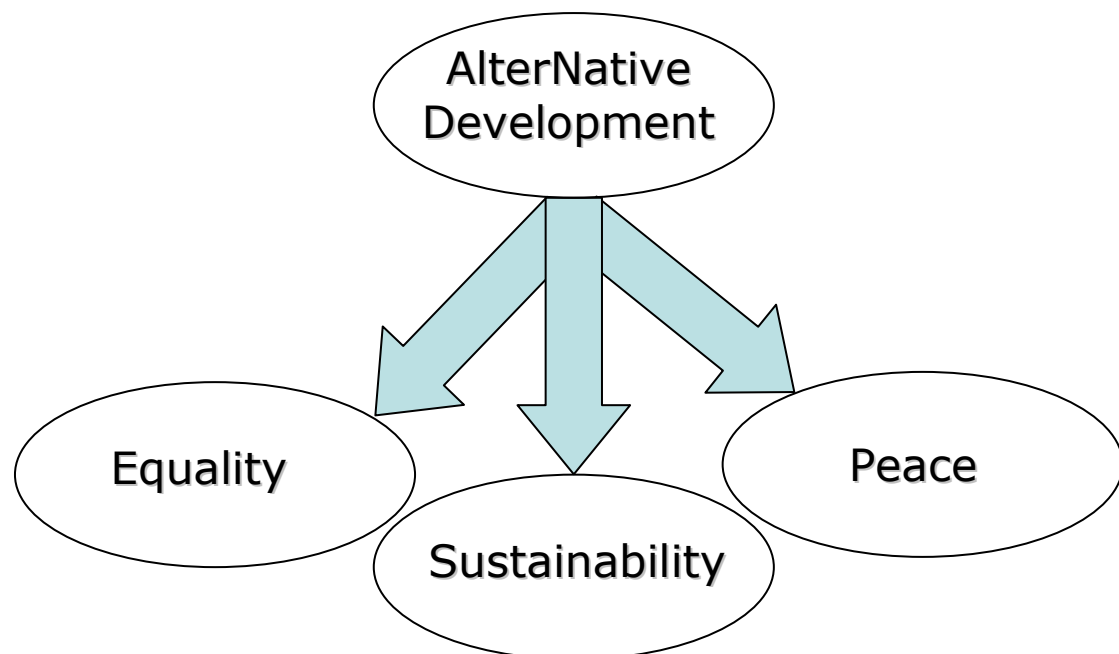 AlterNative
Development
Equality
Peace
Sustainability